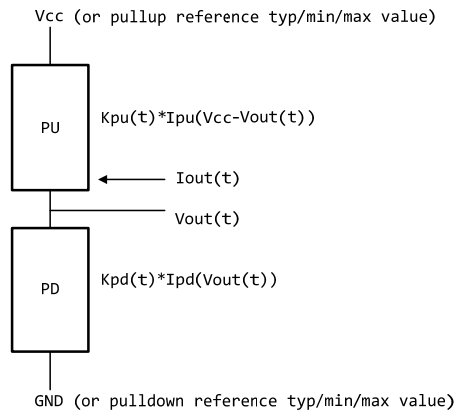 Vcc (or pullup reference typ/min/max value)
PU
Kpu(t)*Ipu(Vcc-Vout(t))
Iout(t)
Vout(t)
PD
Kpd(t)*Ipd(Vout(t))
GND (or pulldown reference typ/min/max value)